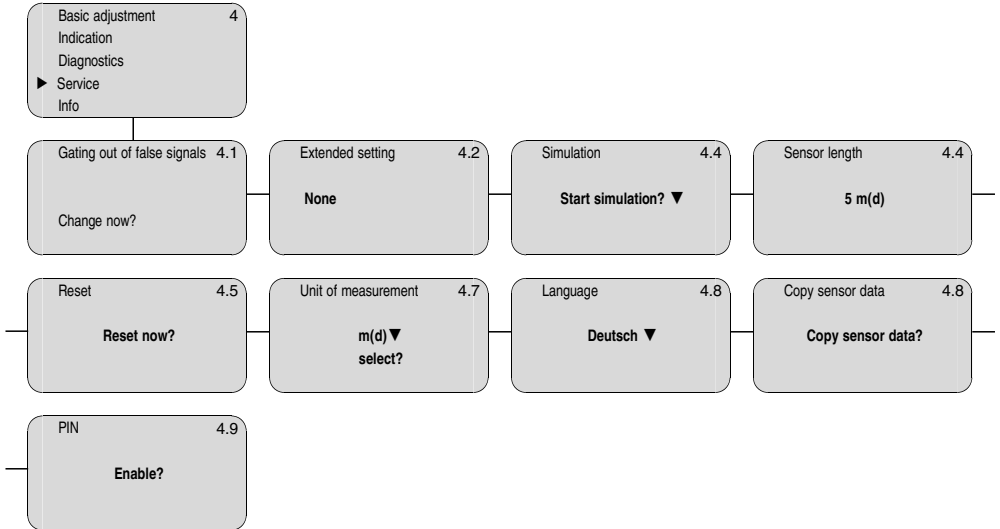 Basic adjustment 4
Indication
Diagnostics
▶ Service
Info
Gating out of false signals 4.1
Change now?
Extended setting 4.2
None
Simulation 4.4
Start simulation? ▼
Sensor length 4.4
5 m(d)
Reset 4.5
Reset now?
Unit of measurement 4.7
m(d) ▼
select?
Language 4.8
Deutsch ▼
Copy sensor data 4.8
Copy sensor data?
PIN 4.9
Enable?